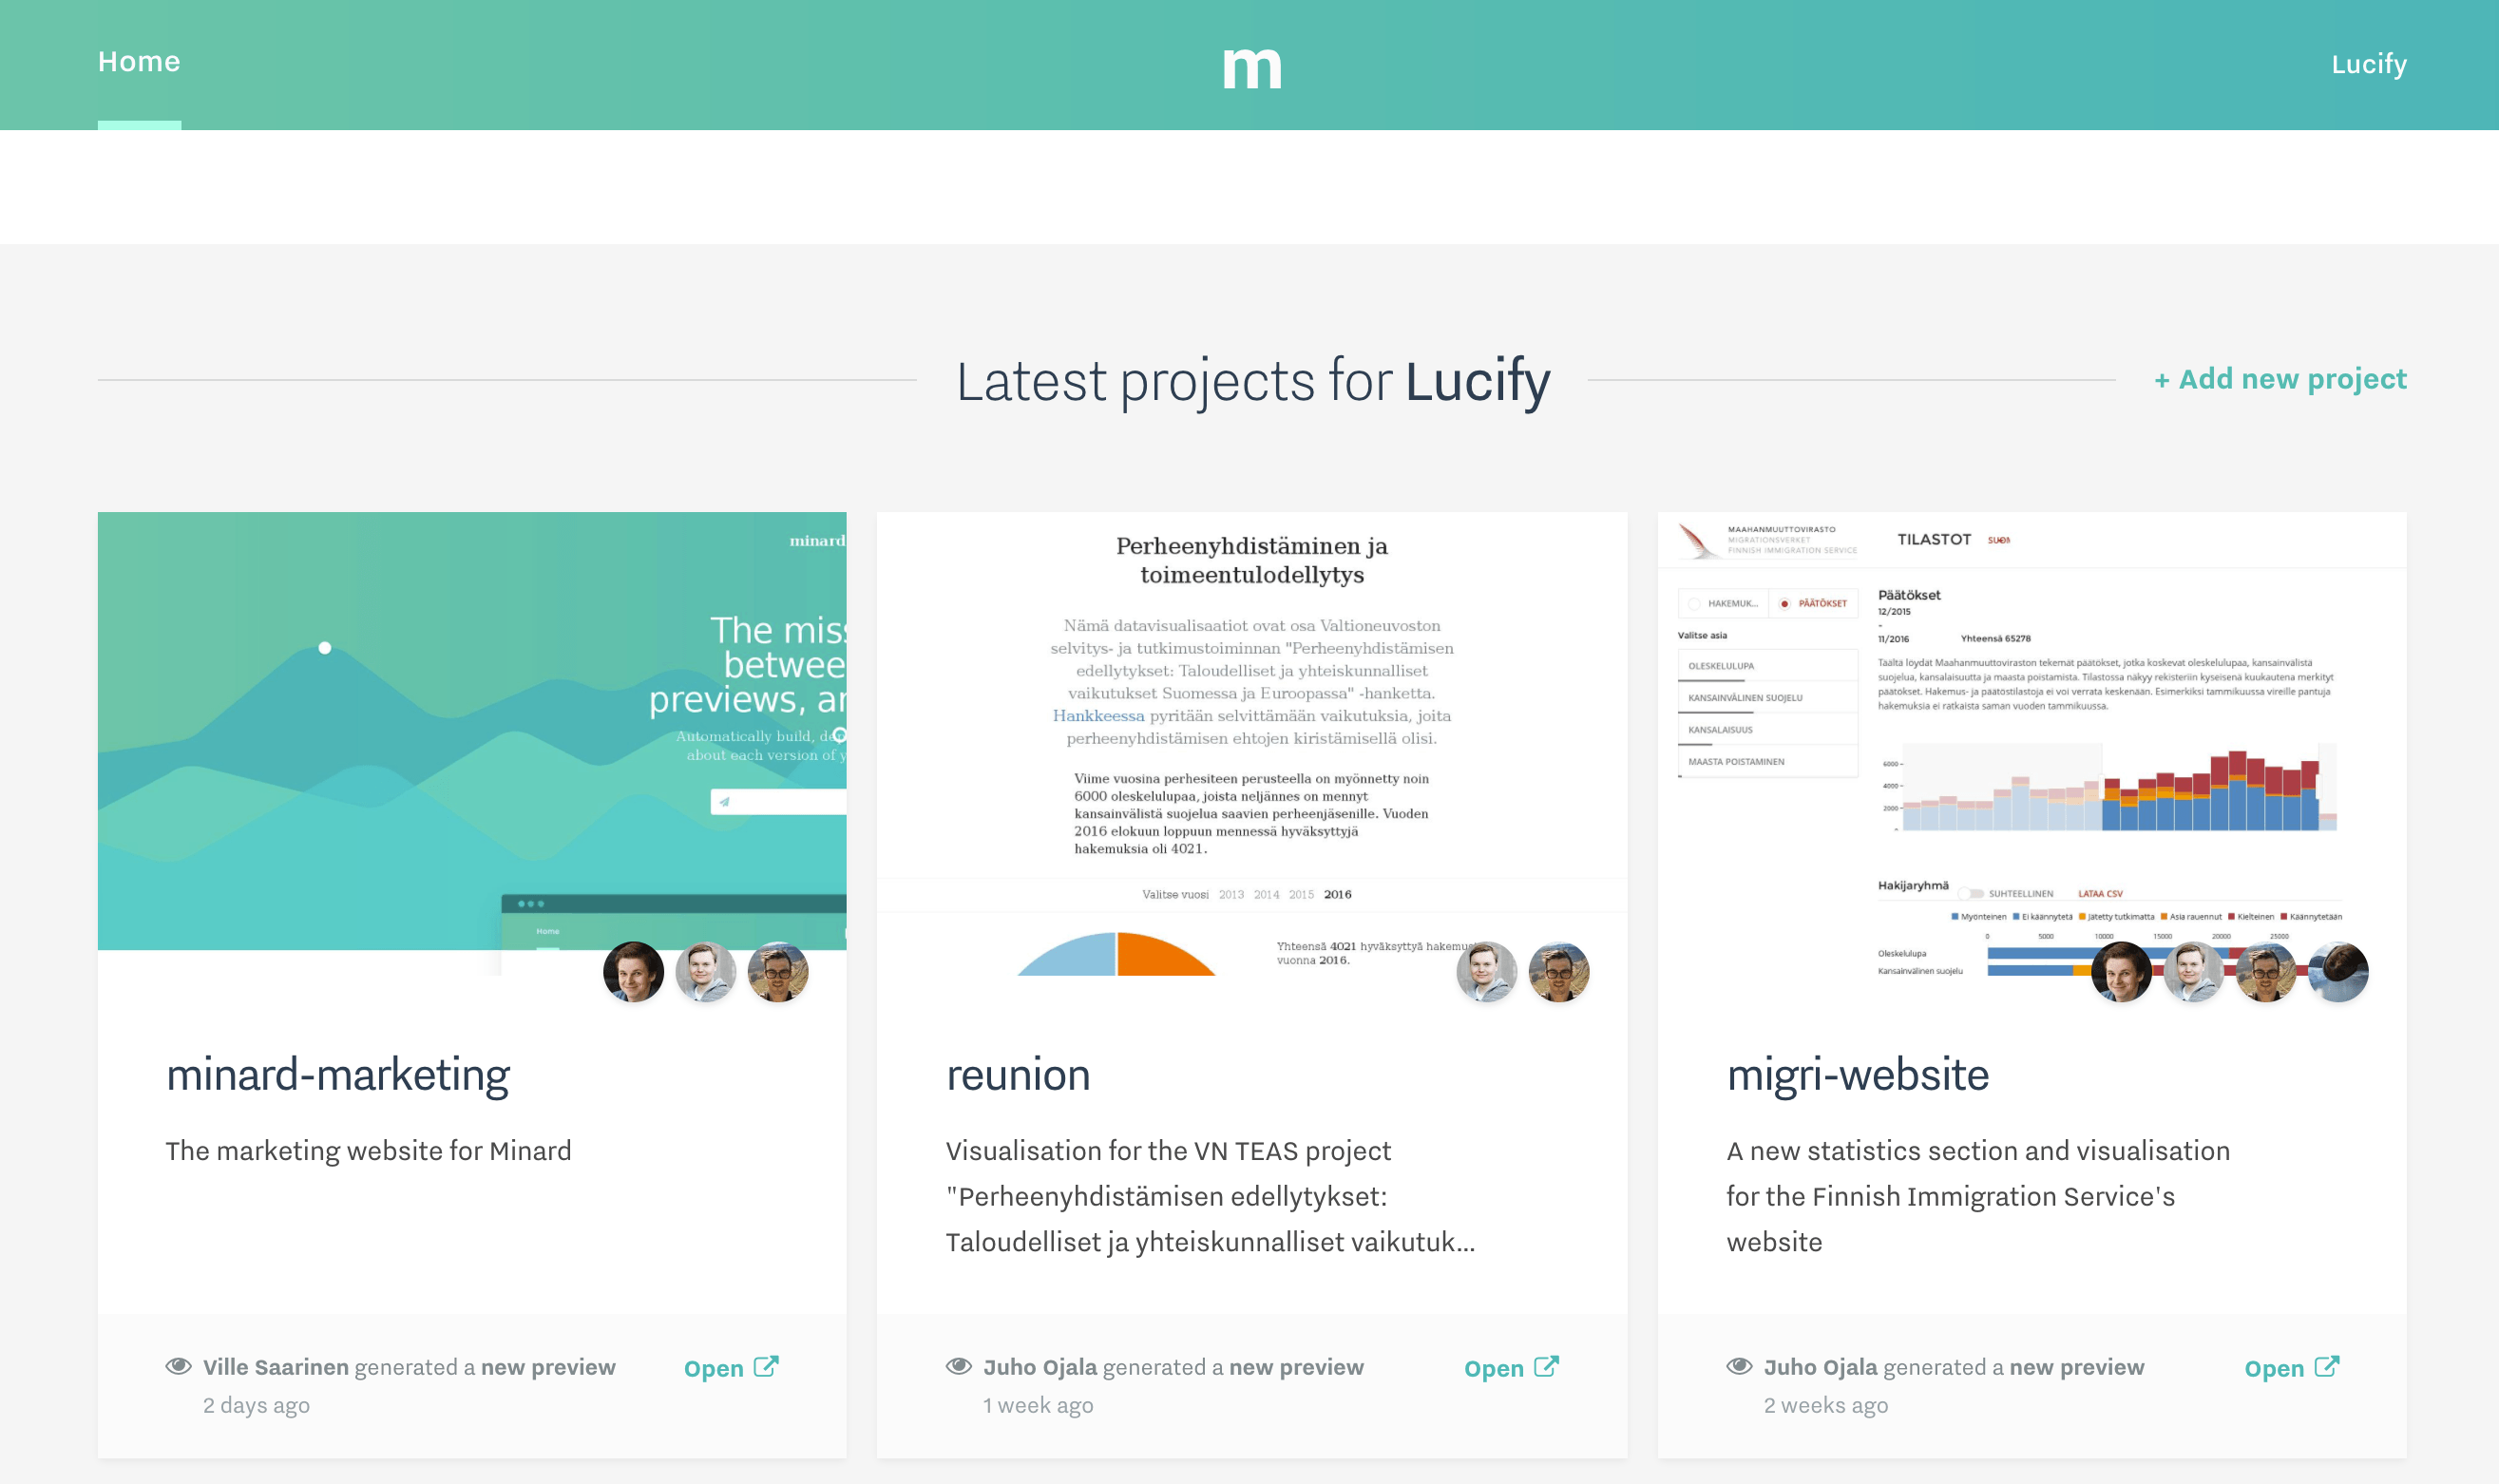 Home
m
Lucify
Latest projects for Lucify
+ Add new project
minard
The miss
betwee
previews, ar
Automatically build, dep
about each version of y
Home
minard-marketing
The marketing website for Minard
Ville Saarinen generated a new preview
2 days ago
Open
Perheenyhdistäminen ja
toimeentulodellytys
Nämä datavisualisaatiot ovat osa Valtioneuvoston
selvitys- ja tutkimustoiminnan "Perheenyhdistämisen
edellytykset: Taloudelliset ja yhteiskunnalliset
vaikutukset Suomessa ja Euroopassa" -hanketta.
Hankkeessa pyritään selvittämään vaikutuksia, joita
perheenyhdistämisen ehtojen kiristämisellä olisi.
Viime vuosina perhesiteen perusteella on myönnetty noin
6000 oleskelulupaa, joista neljännes on mennyt
kansainvälistä suojelua saavien perheenjäsenille. Vuoden
2016 elokuun loppuun mennessä hyväksyttyjä
hakemuksia oli 4021.
Valitse vuosi 2013 2014 2015 2016
Yhteensä 4021 hyväksyttyä hakemus
vuonna 2016.
reunion
Visualisation for the VN TEAS project
"Perheenyhdistämisen edellytykset:
Taloudelliset ja yhteiskunnalliset vaikutuk...
Juho Ojala generated a new preview
1 week ago
Open
MAAHANMUUTTOVIRASTO
MIGRATIONSVERKET
FINNISH IMMIGRATION SERVICE
TILASTOT
HAKEMUK... PÄÄTÖKSET
Valitse asia
OLESKELULUPA
KANSAINVÄLINEN SUOJELU
KANSALAISUUS
MAASTA POISTAMINEN
Päätökset
12/2015
-
11/2016 Yhteensä 65278
Täältä löydät Maahanmuuttoviraston tekemät päätökset, jotka koskevat oleskelulupaa, kansainvälistä
suojelua, kansalaisuutta ja maasta poistamista. Tilastossa näkyy rekisteriin kyseisenä kuukautena merkityt
päätökset. Hakemus- ja päätöstilastoja ei voi verrata keskenään. Esimerkiksi tammikuussa vireille pantuja
hakemuksia ei ratkaista saman vuoden tammikuussa.
6000
4000
2000
Hakijaryhmä SUHTEELLINEN LATAA CSV
Myönteinen Ei käännytetä Jätetty tutkimatta Asia rauennut Kielteinen Käännytetään
0 5000 10000 15000 20000 25000
Oleskelulupa
Kansainvälinen suojelu
migri-website
A new statistics section and visualisation
for the Finnish Immigration Service's
website
Juho Ojala generated a new preview
2 weeks ago
Open